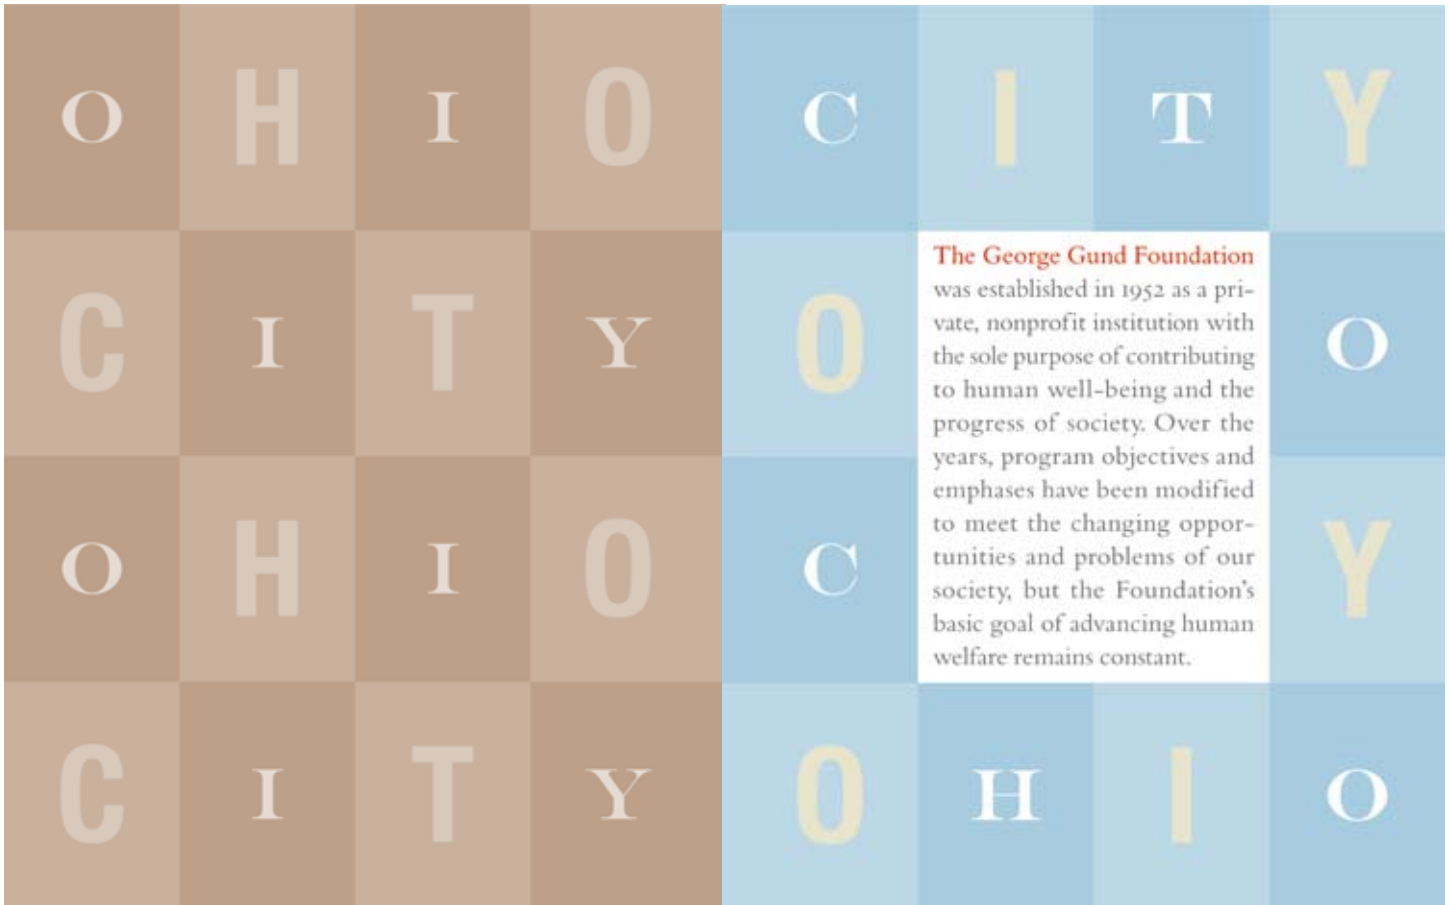 O H I O
C I T Y
O H I O
C I T Y
C I T Y
O
The George Gund Foundation
was established in 1952 as a pri-
vate, nonprofit institution with
the sole purpose of contributing
to human well-being and the
progress of society. Over the
years, program objectives and
emphases have been modified
to meet the changing oppor-
tunities and problems of our
society, but the Foundation’s
basic goal of advancing human
welfare remains constant.
O
C
Y
O H I O